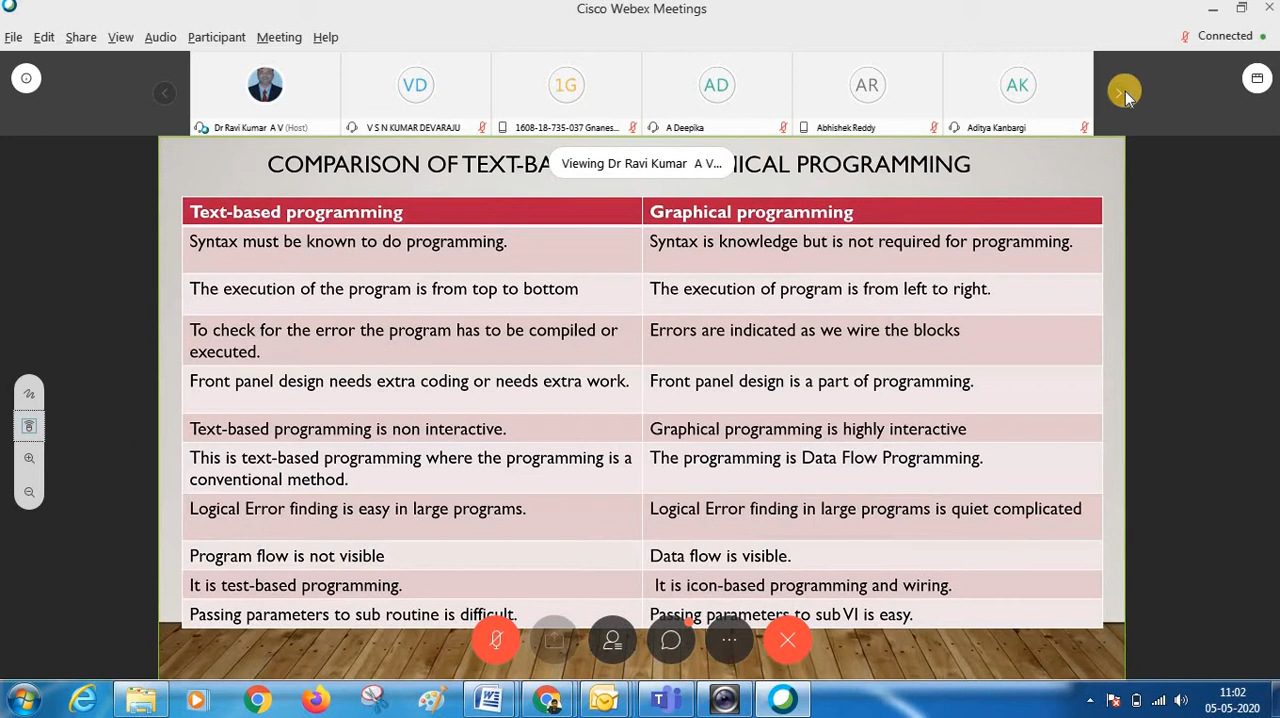 Cisco Webex Meetings
File Edit Share View Audio Participant Meeting Help
Connected
VD 1G AD AR AK
Dr Ravi Kumar A V (Host) V S N KUMAR DEVARAJU 1608-18-735-037 Gnanes... A Deepika Abhishek Reddy Aditya Kanbargi
COMPARISON OF TEXT-BA
Viewing Dr Ravi Kumar A V...
ICAL PROGRAMMING
Text-based programming Graphical programming
Syntax must be known to do programming. Syntax is knowledge but is not required for programming.
The execution of the program is from top to bottom The execution of program is from left to right.
To check for the error the program has to be compiled or
executed.
Errors are indicated as we wire the blocks
Front panel design needs extra coding or needs extra work. Front panel design is a part of programming.
Text-based programming is non interactive. Graphical programming is highly interactive
This is text-based programming where the programming is a
conventional method.
The programming is Data Flow Programming.
Logical Error finding is easy in large programs. Logical Error finding in large programs is quiet complicated
Program flow is not visible Data flow is visible.
It is test-based programming. It is icon-based programming and wiring.
Passing parameters to sub routine is difficult. Passing parameters to sub VI is easy.
11:02
05-05-2020